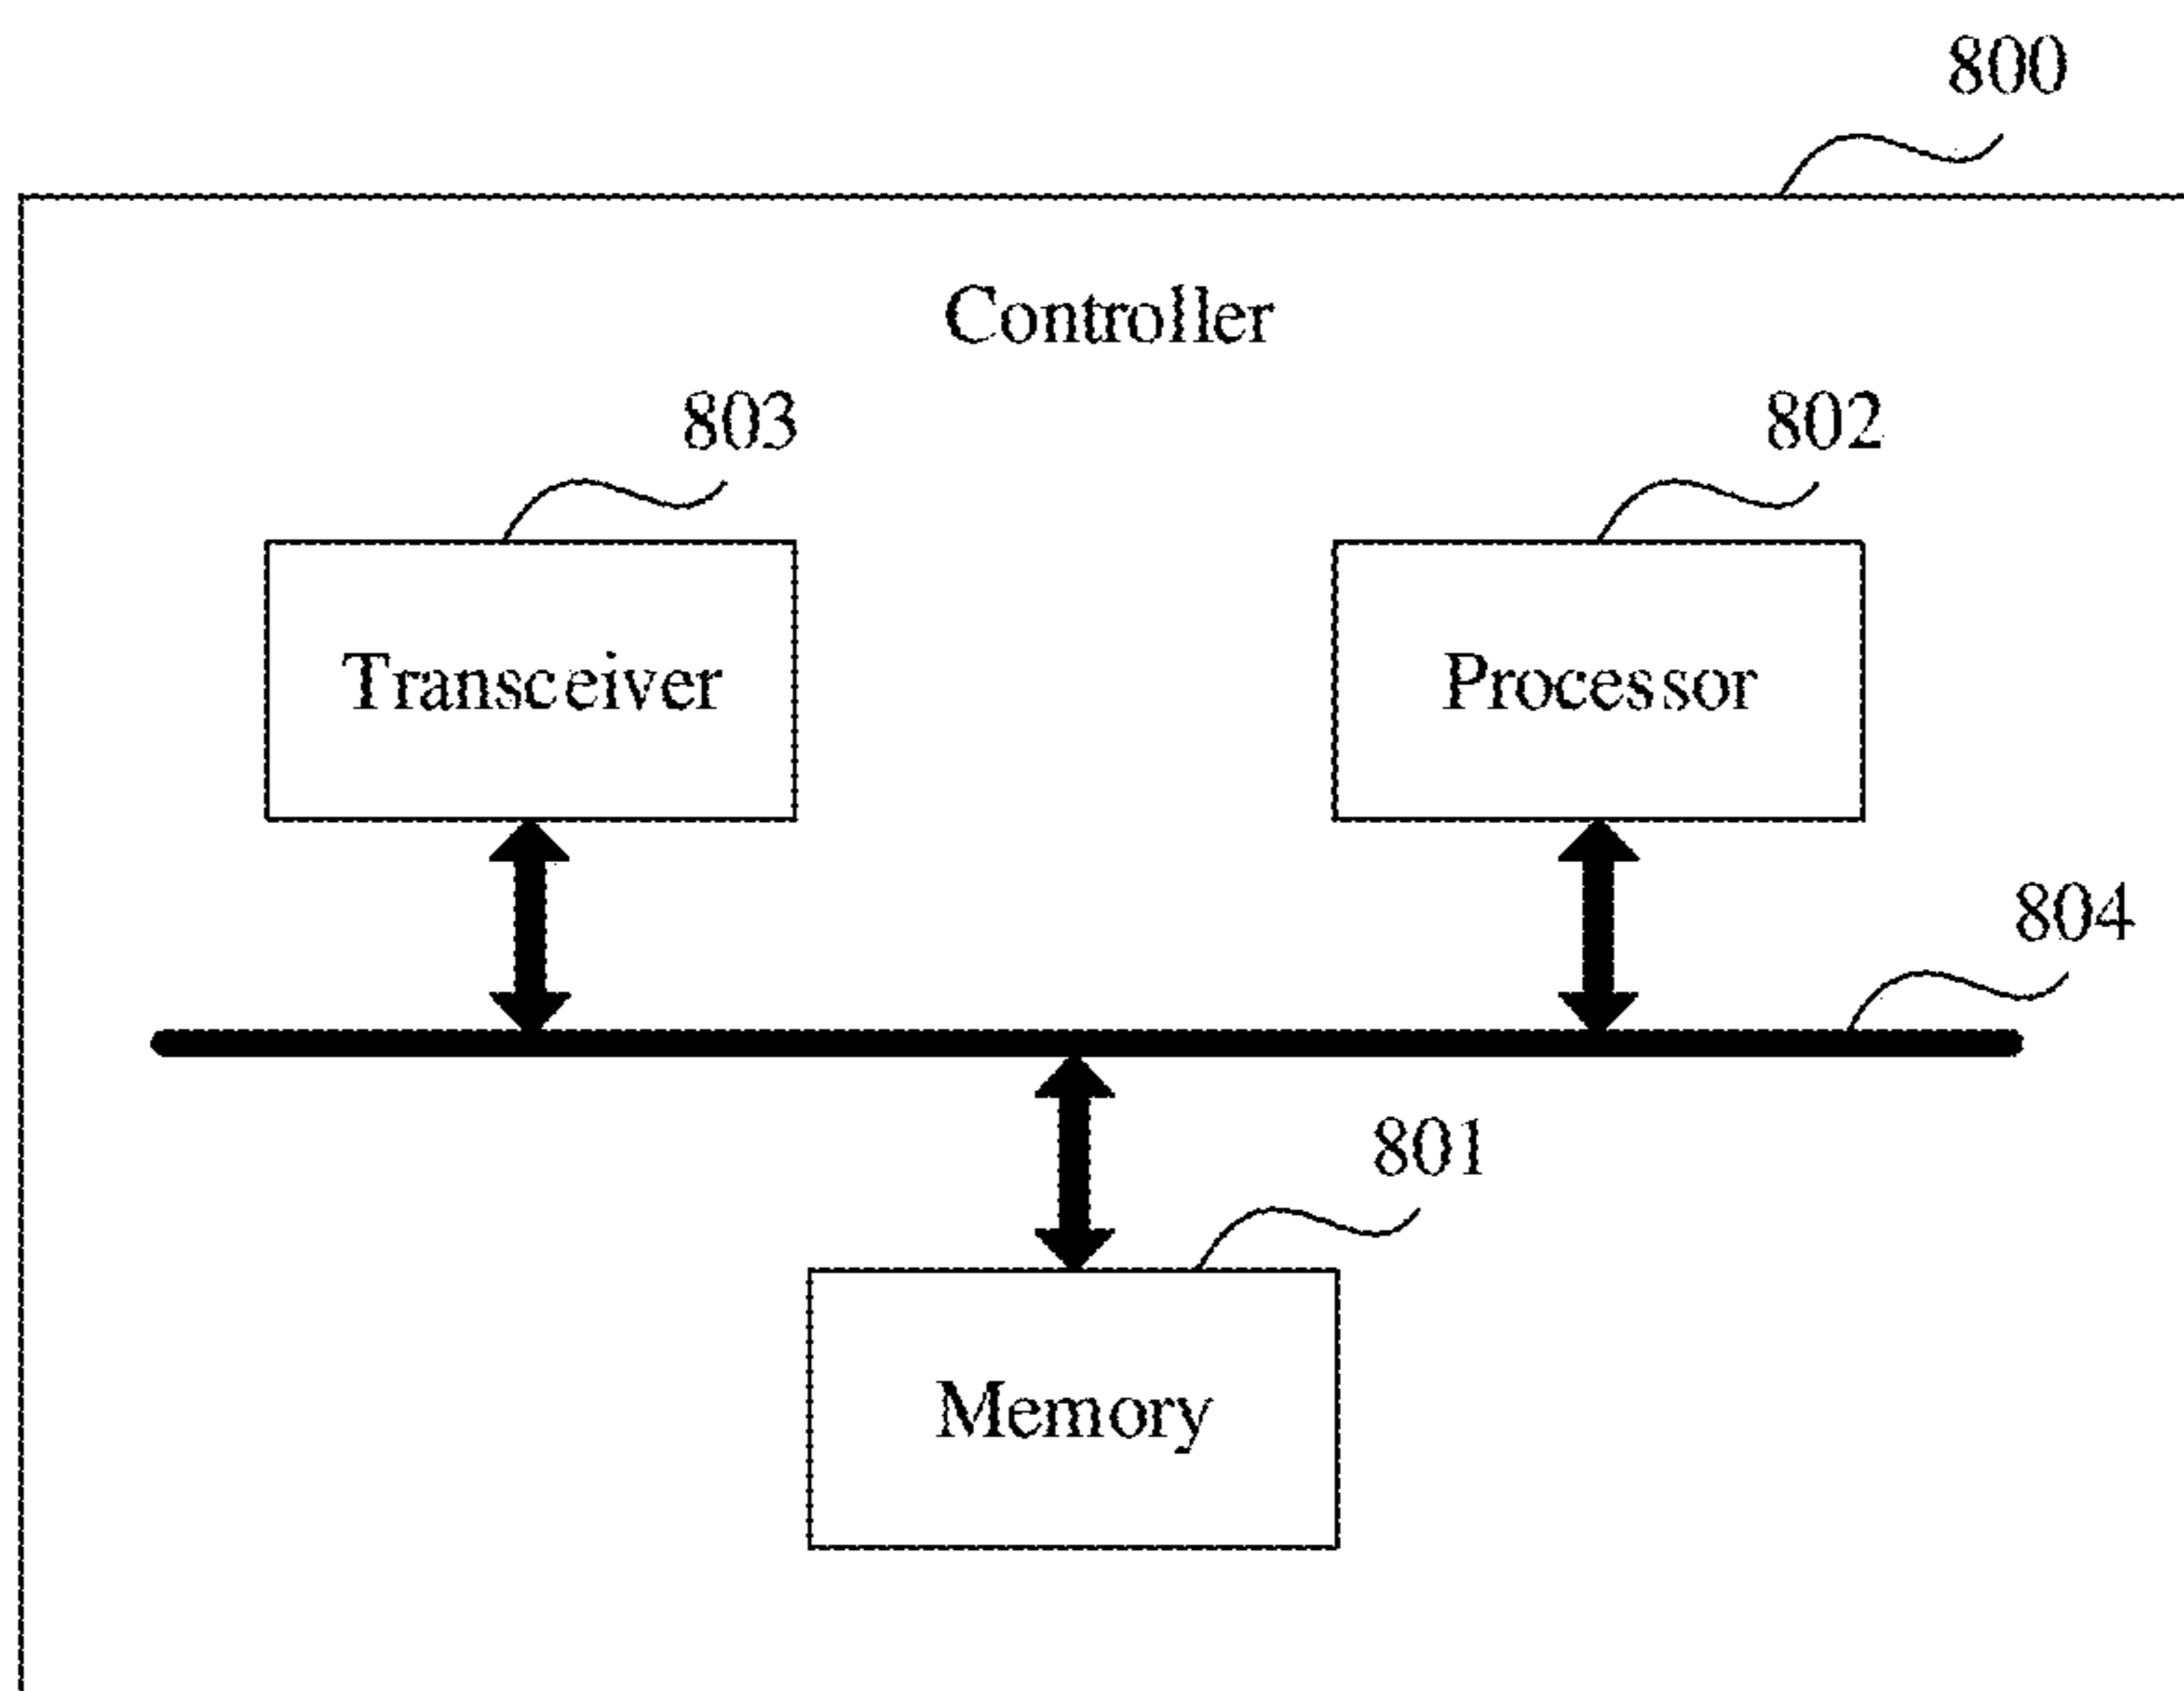 800
Controller
803
802
Transceiver
Processor
804
801
Memory